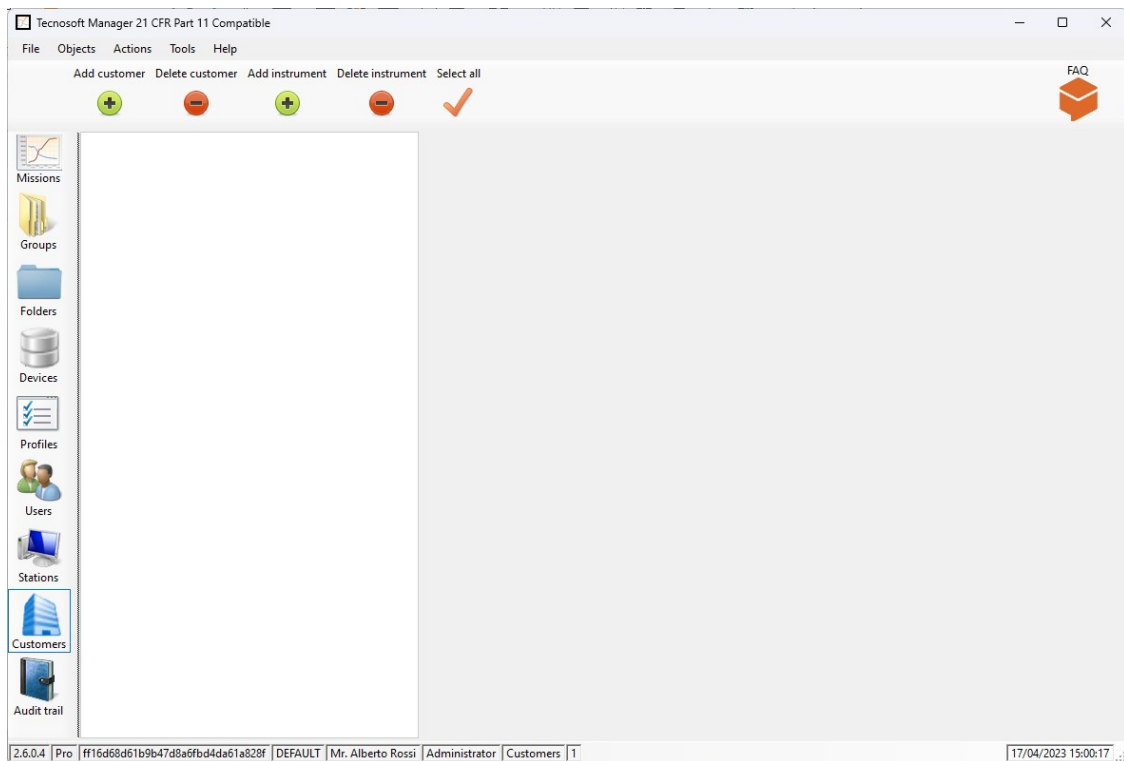 Tecnosoft Manager 21 CFR Part 11 Compatible
File Objects Actions Tools Help
Add customer Delete customer Add instrument Delete instrument Select all FAQ
Missions
Groups
Folders
Devices
Profiles
Users
Stations
Customers
Audit trail
2.6.0.4 Pro ff16d68d61b9b47d8a6fbd4da61a828f DEFAULT Mr. Alberto Rossi Administrator Customers 1 17/04/2023 15:00:17